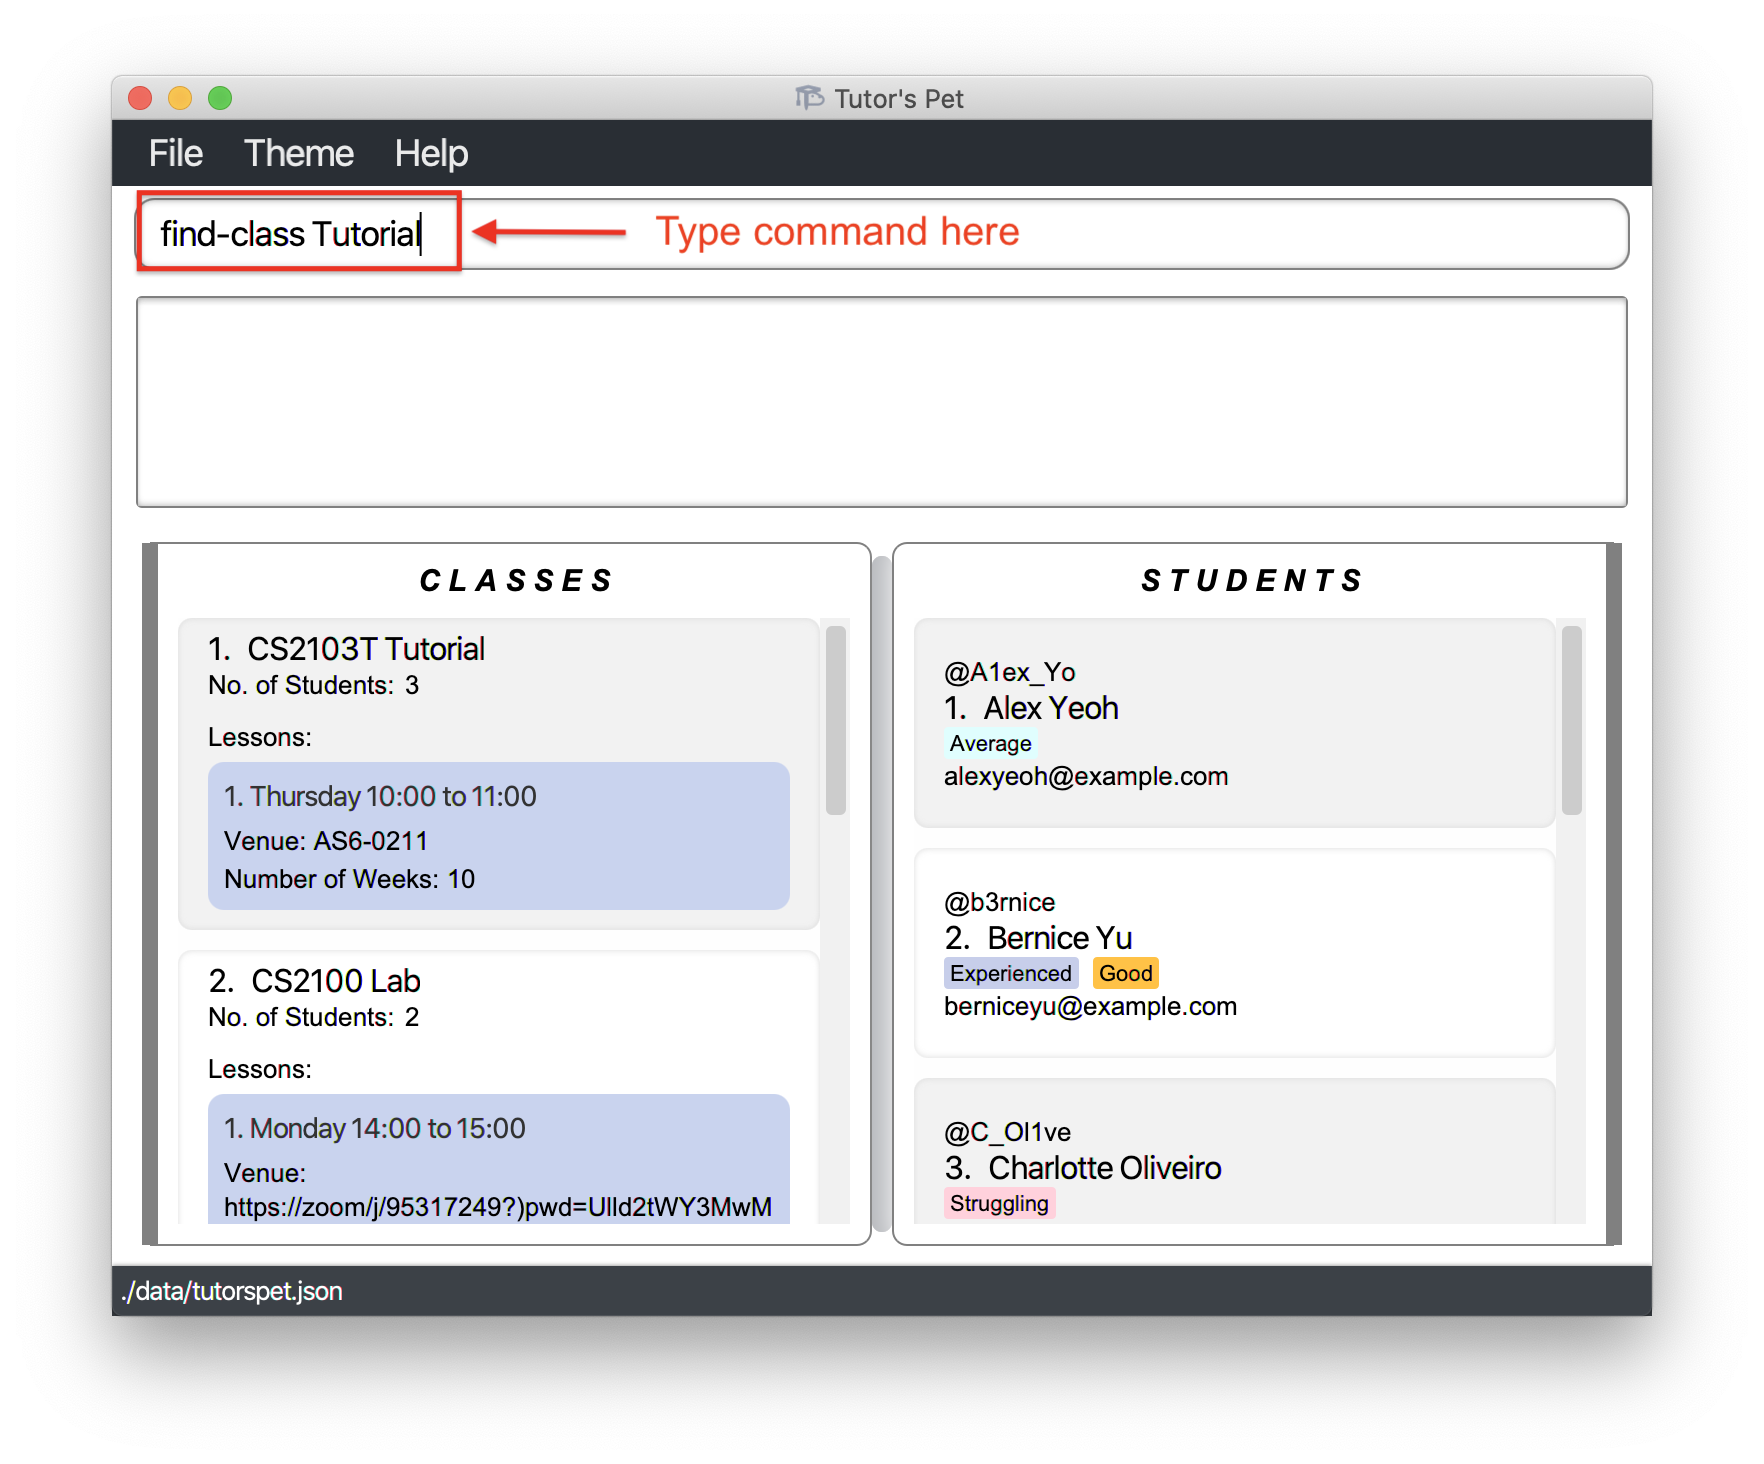 Tutor's Pet
File Theme Help
find-class Tutorial
Type command here
CLASSES
1. CS2103T Tutorial
No. of Students: 3
Lessons:
1. Thursday 10:00 to 11:00
Venue: AS6-0211
Number of Weeks: 10
2. CS2100 Lab
No. of Students: 2
Lessons:
1. Monday 14:00 to 15:00
Venue:
https://zoom/j/95317249?)pwd=Ulld2tWY3MwM
STUDENTS
@A1ex_Yo
1. Alex Yeoh
Average
alexyeoh@example.com
@b3rnice
2. Bernice Yu
Experienced Good
berniceyu@example.com
@C_Ol1ve
3. Charlotte Oliveiro
Struggling
./data/tutorspet.json